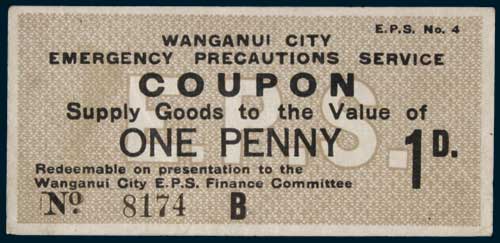 E.P.S. No. 4
WANGANUI CITY
EMERGENCY PRECAUTIONS SERVICE
COUPON
Supply Goods to the Value of
ONE PENNY 1D.
E.P.S.
Redeemable on presentation to the
Wanganui City E.P.S. Finance Committee
No. 8174 B